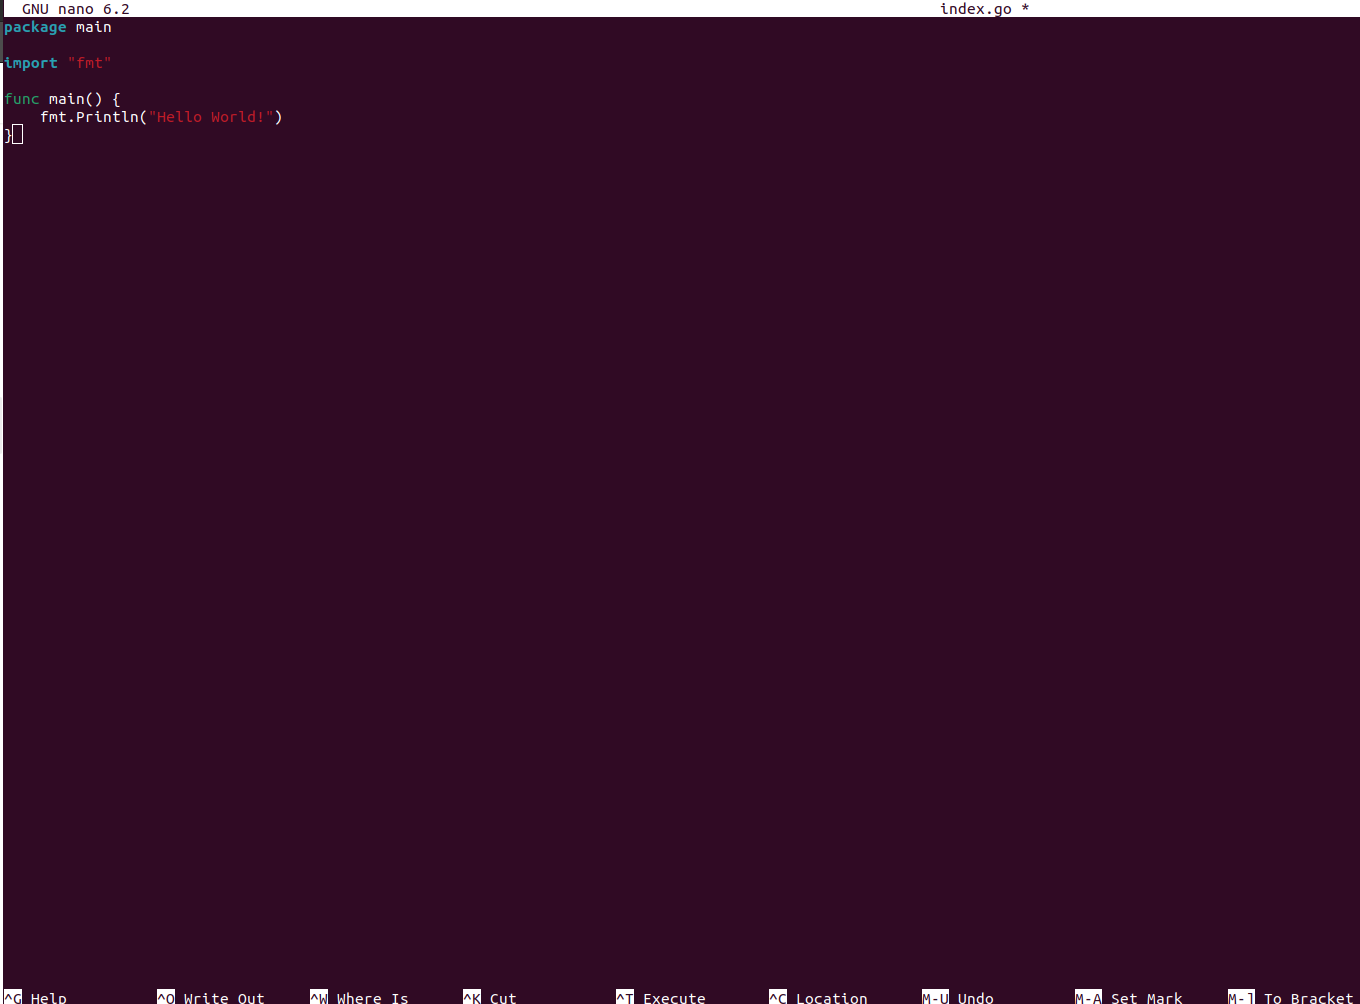 GNU nano 6.2 index.go *
package main
import "fmt"
func main() {
    fmt.Println("Hello World!")
}
^G Help ^O Write Out ^W Where Is ^K Cut ^T Execute ^C Location M-U Undo M-A Set Mark M-] To Bracket